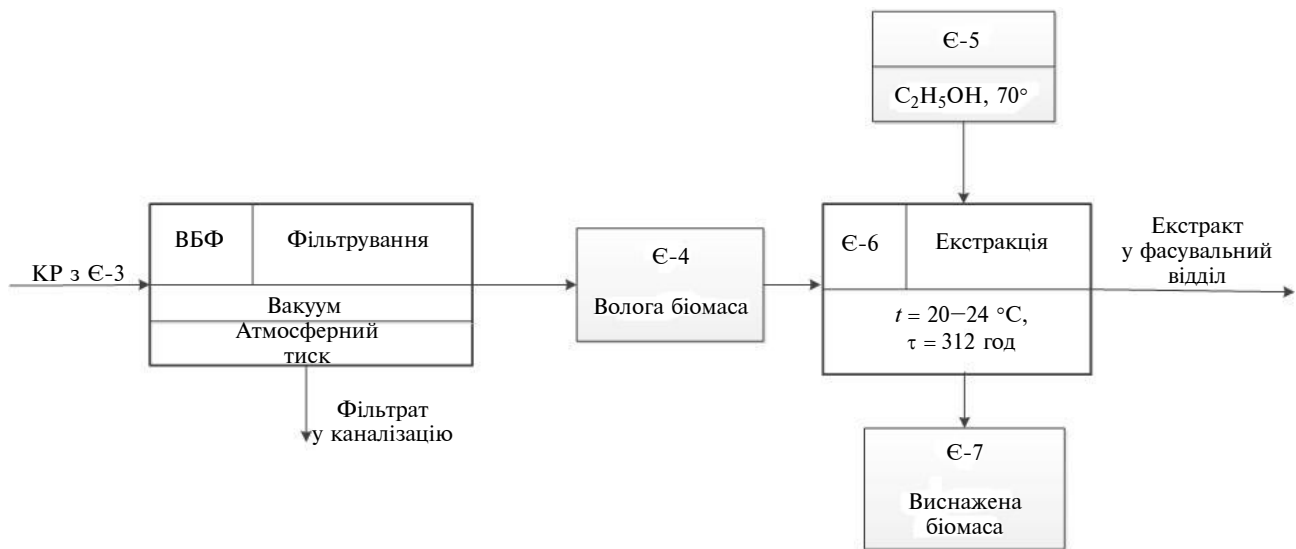 Є-5
C₂H₅OH, 70°
КР з Є-3
ВБФ
Фільтрування
Вакуум
Атмосферний
тиск
Фільтрат
у каналізацію
Є-4
Волога біомаса
Є-6
Екстракція
t = 20–24 °C,
τ = 312 год
Екстракт
у фасувальний
відділ
Є-7
Виснажена
біомаса